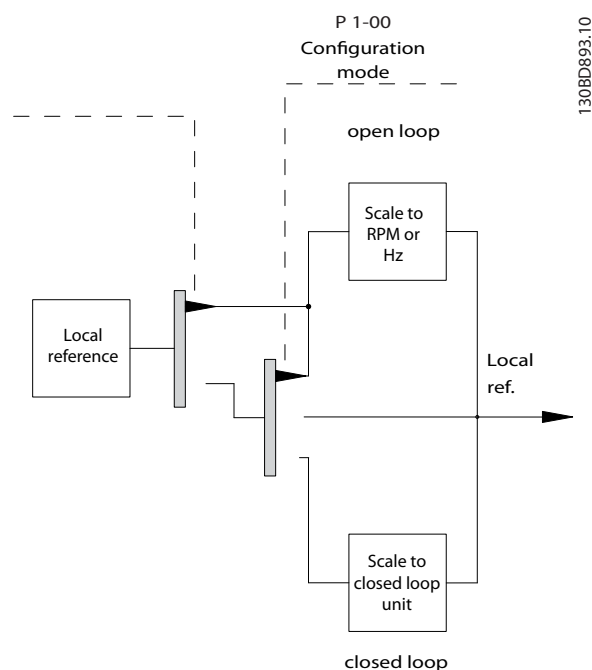 P 1-00
Configuration
mode
130BD893.10
open loop
Scale to
RPM or
Hz
Local
reference
Local
ref.
Scale to
closed loop
unit
closed loop